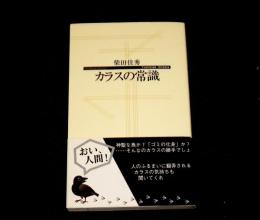 柴田佳秀
カラスの常識
おい、
人間!
神聖な鳥か?「ゴミの化身」か?
……そんなのカラスの勝手でしょ
人のふるまいに翻弄される
カラスの気持ちも
聞いてくれ